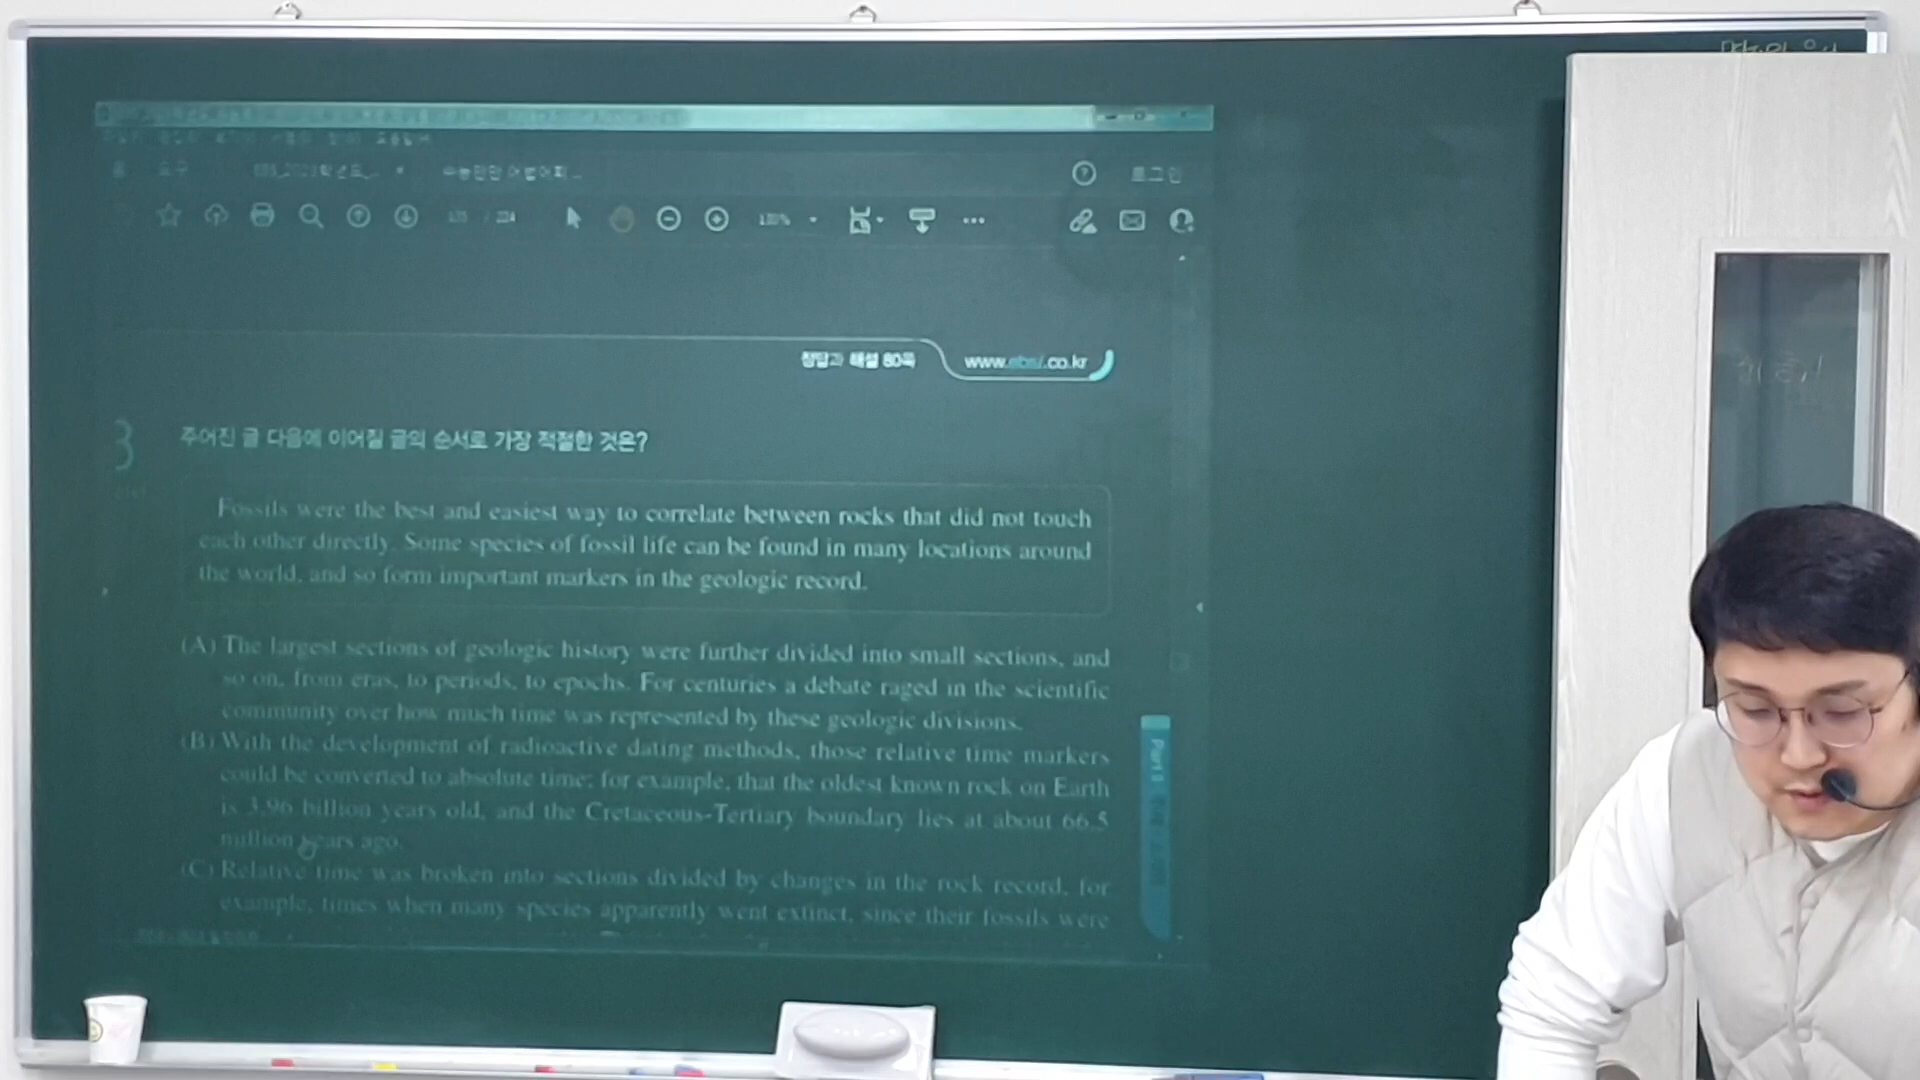 로그인
정답과 해설 80쪽
www.ebsi.co.kr
3 주어진 글 다음에 이어질 글의 순서로 가장 적절한 것은?
Fossils were the best and easiest way to correlate between rocks that did not touch
each other directly. Some species of fossil life can be found in many locations around
the world, and so form important markers in the geologic record.
(A) The largest sections of geologic history were further divided into small sections, and
so on, from eras, to periods, to epochs. For centuries a debate raged in the scientific
community over how much time was represented by these geologic divisions.
(B) With the development of radioactive dating methods, those relative time markers
could be converted to absolute time; for example, that the oldest known rock on Earth
is 3.96 billion years old, and the Cretaceous-Tertiary boundary lies at about 66.5
million years ago.
(C) Relative time was broken into sections divided by changes in the rock record, for
example, times when many species apparently went extinct, since their fossils were